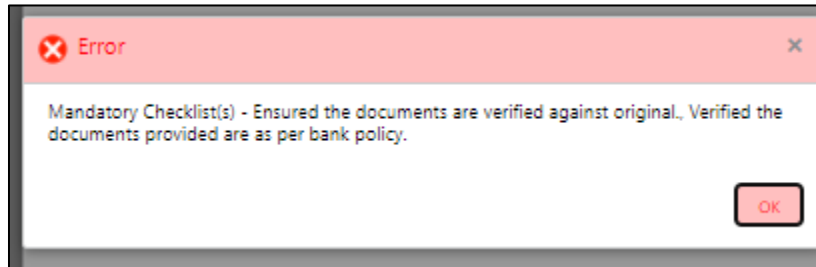 Error
Mandatory Checklist(s) - Ensured the documents are verified against original., Verified the
documents provided are as per bank policy.
OK